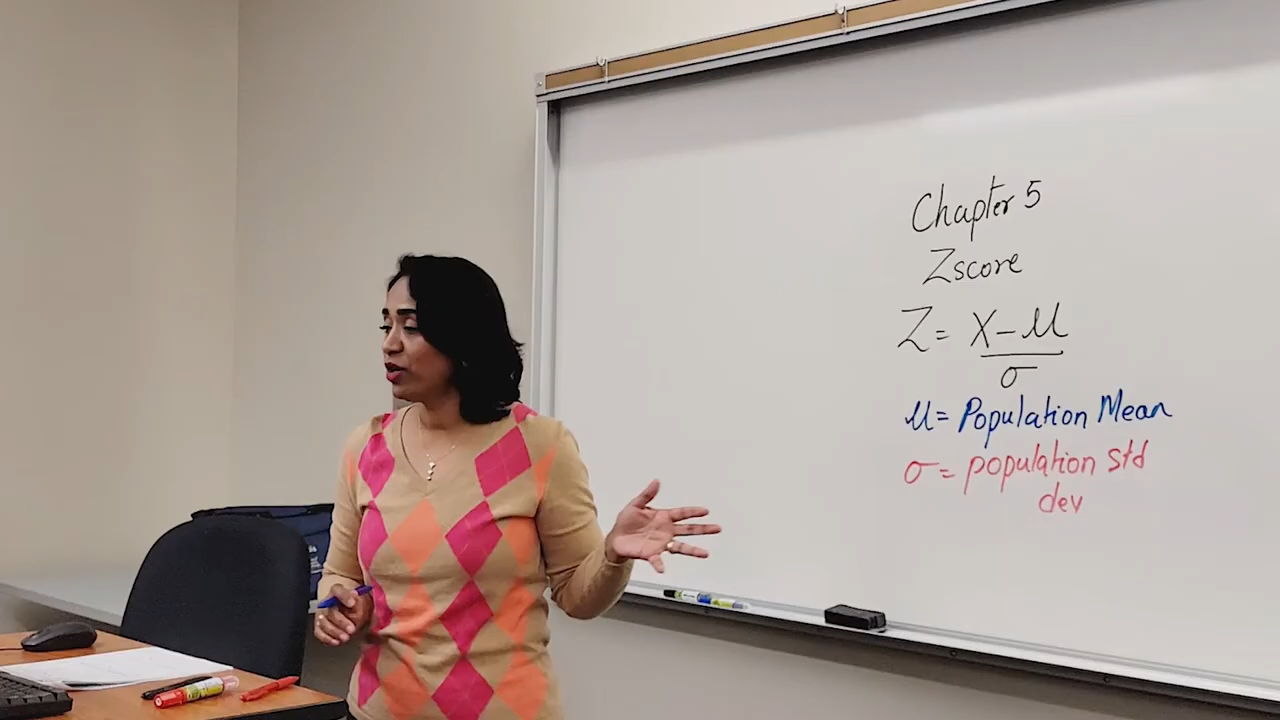 Chapter 5
Zscore
Z = X - μ / σ
μ = Population Mean
σ = population std
dev